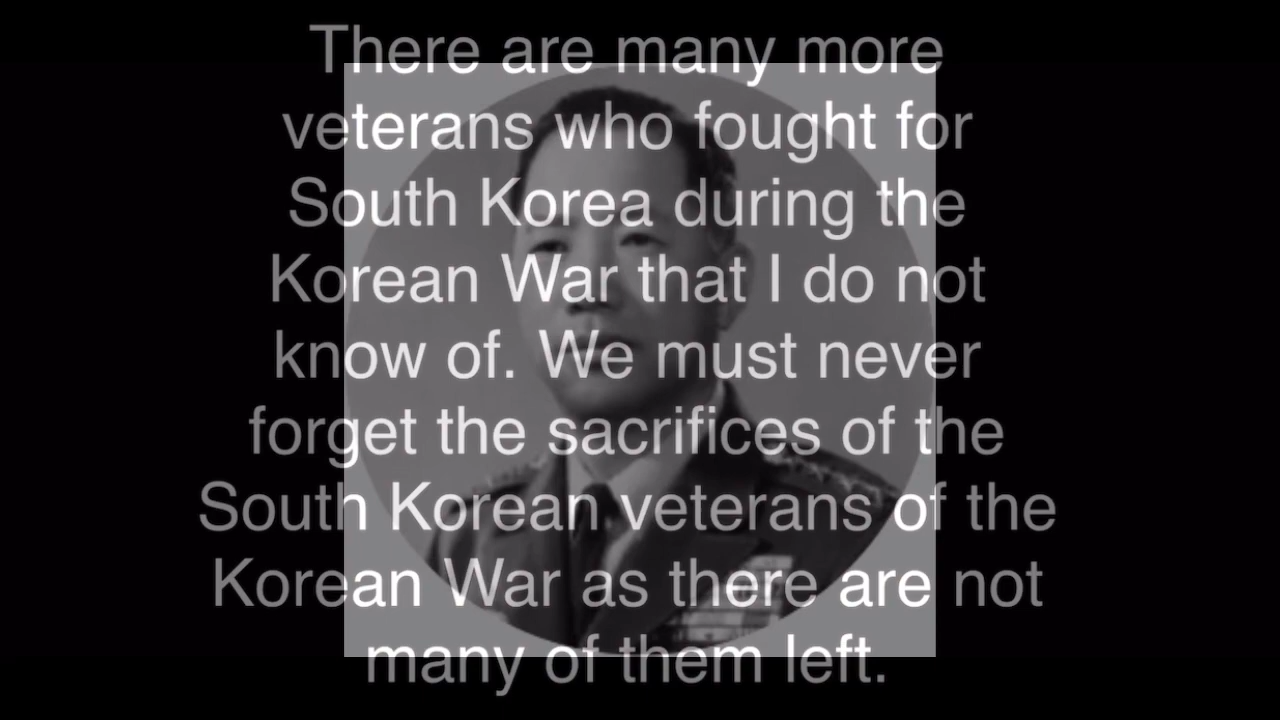 There are many more
veterans who fought for
South Korea during the
Korean War that I do not
know of. We must never
forget the sacrifices of the
South Korean veterans of the
Korean War as there are not
many of them left.